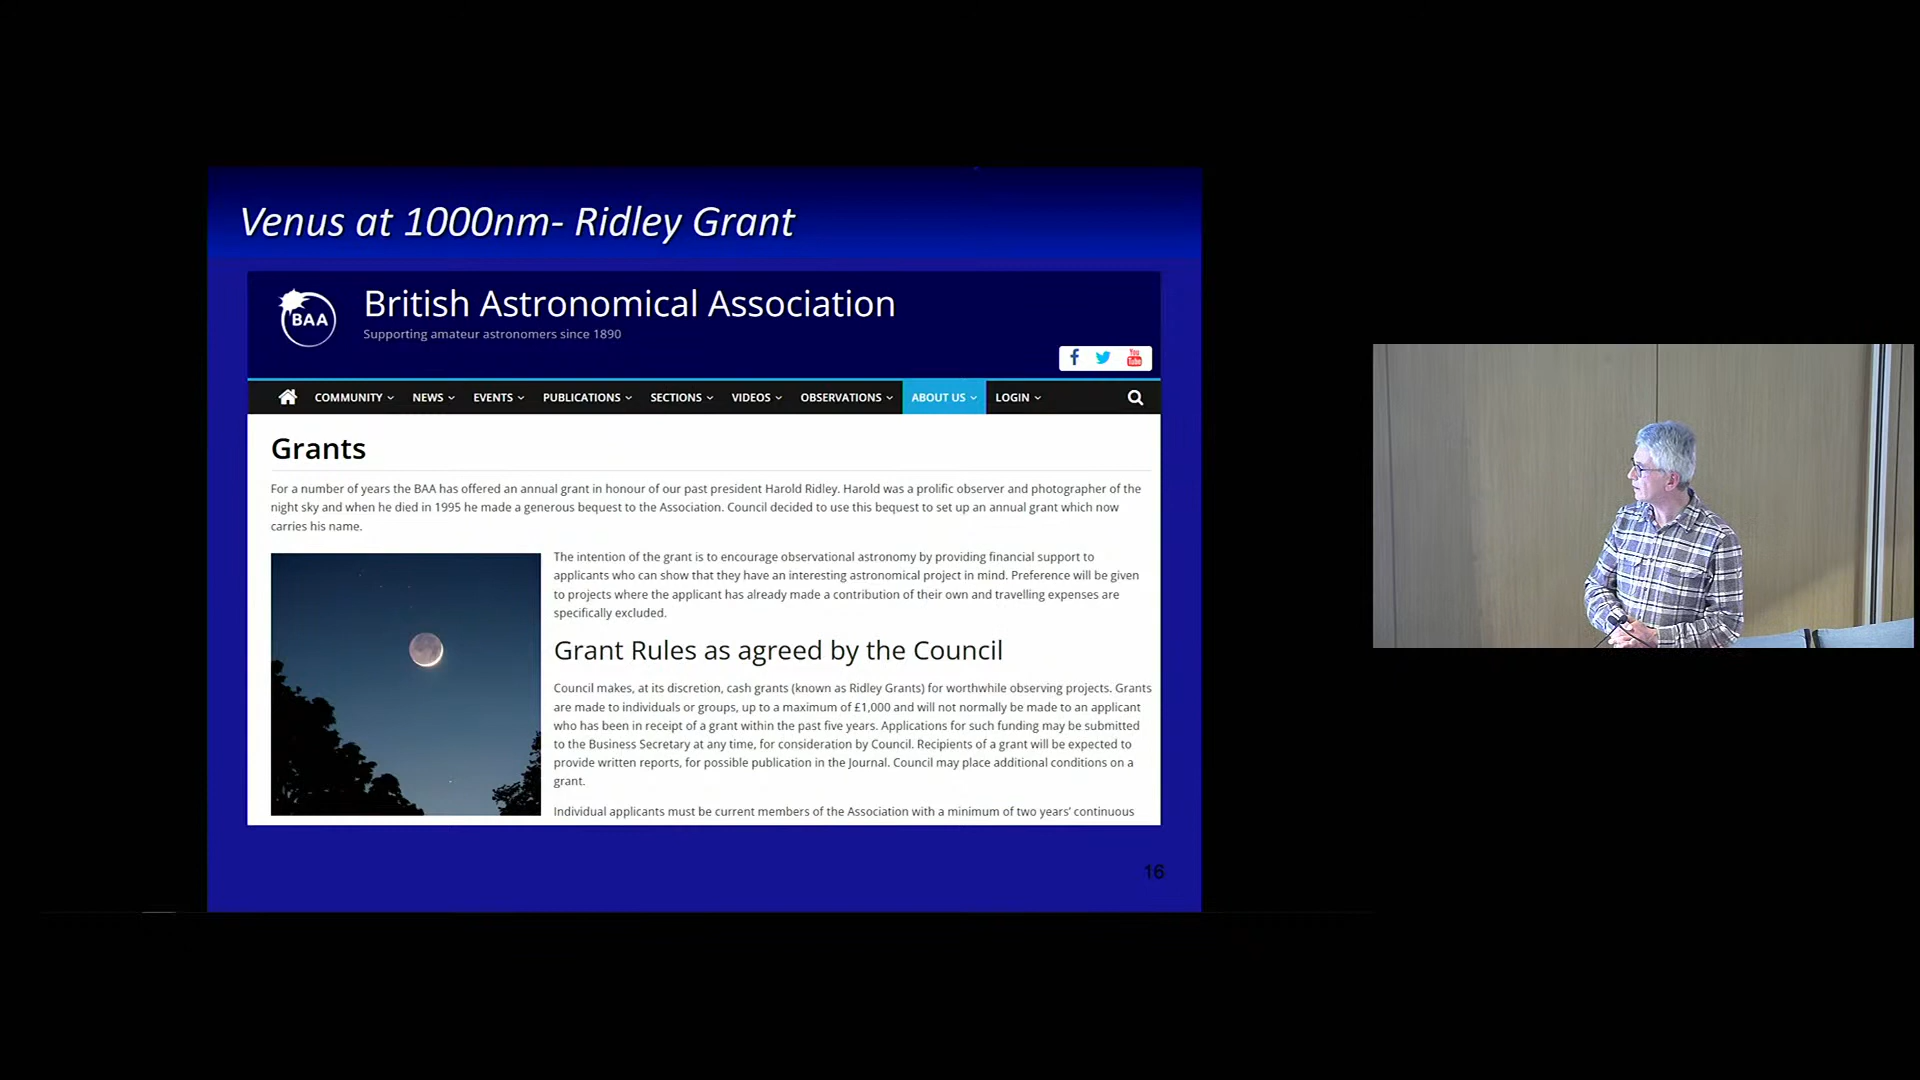 Venus at 1000nm- Ridley Grant
BAA
British Astronomical Association
Supporting amateur astronomers since 1890
f
You
Tube
COMMUNITY
NEWS
EVENTS
PUBLICATIONS
SECTIONS
VIDEOS
OBSERVATIONS
ABOUT US
LOGIN
Grants
For a number of years the BAA has offered an annual grant in honour of our past president Harold Ridley. Harold was a prolific observer and photographer of the
night sky and when he died in 1995 he made a generous bequest to the Association. Council decided to use this bequest to set up an annual grant which now
carries his name.
The intention of the grant is to encourage observational astronomy by providing financial support to
applicants who can show that they have an interesting astronomical project in mind. Preference will be given
to projects where the applicant has already made a contribution of their own and travelling expenses are
specifically excluded.
Grant Rules as agreed by the Council
Council makes, at its discretion, cash grants (known as Ridley Grants) for worthwhile observing projects. Grants
are made to individuals or groups, up to a maximum of £1,000 and will not normally be made to an applicant
who has been in receipt of a grant within the past five years. Applications for such funding may be submitted
to the Business Secretary at any time, for consideration by Council. Recipients of a grant will be expected to
provide written reports, for possible publication in the Journal. Council may place additional conditions on a
grant.
Individual applicants must be current members of the Association with a minimum of two years' continuous
16